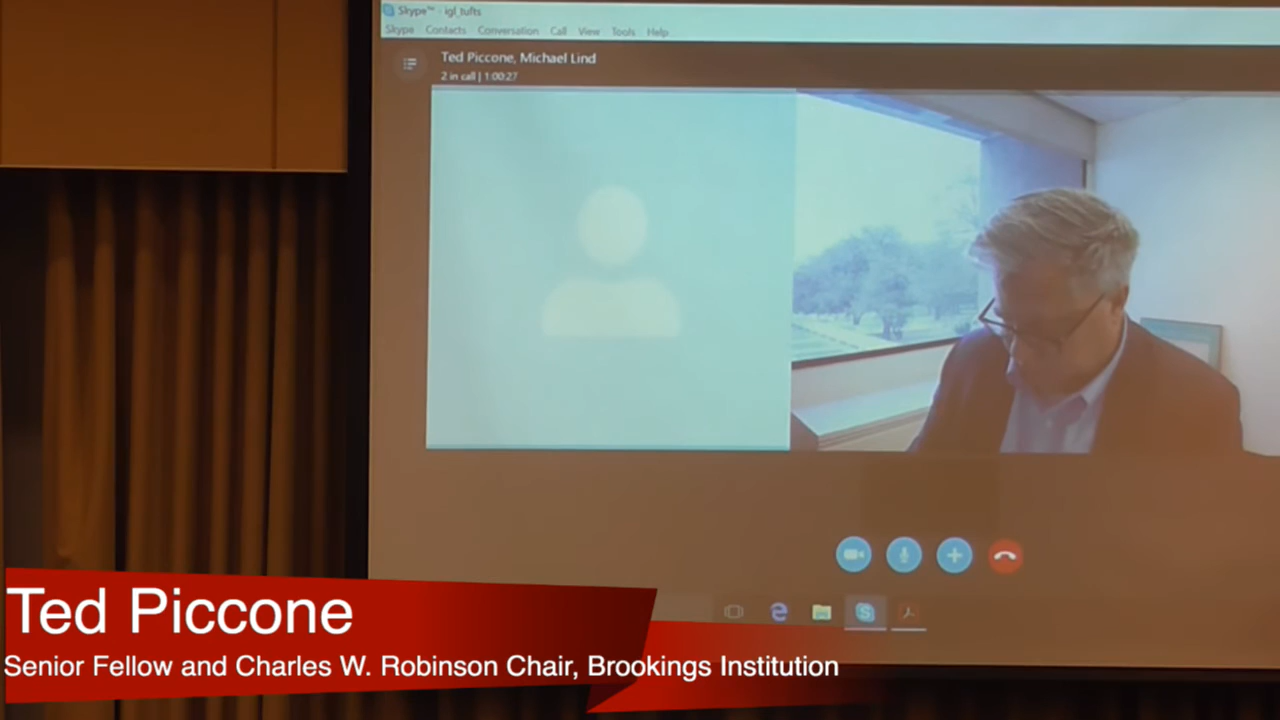 Skype™ - igl_tufts
Skype Contacts Conversation Call View Tools Help
Ted Piccone, Michael Lind
2 in call | 1:00:27
Ted Piccone
Senior Fellow and Charles W. Robinson Chair, Brookings Institution